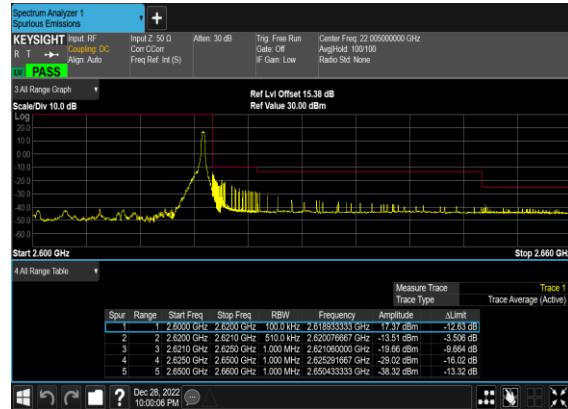 Spectrum Analyzer 1
Spurious Emissions
+
KEYSIGHT Input: RF Input Z: 50 Ω Atten: 30 dB Trig: Free Run Center Freq: 22.005000000 GHz
R T Coupling: DC Corr CCorr Gate: Off Avg|Hold: 100/100
Align: Auto Freq Ref: Int (S) IF Gain: Low Radio Std: None
LW PASS
3 All Range Graph
Ref Lvl Offset 15.38 dB
Scale/Div 10.0 dB Ref Value 30.00 dBm
Log
20.0
10.0
0.00
-10.0
-20.0
-30.0
-40.0
-50.0
-60.0
Start 2.600 GHz Stop 2.660 GHz
4 All Range Table
Measure Trace Trace 1
Trace Type Trace Average (Active)
Spur Range Start Freq Stop Freq RBW Frequency Amplitude ΔLimit
1 1 2.6000 GHz 2.6200 GHz 100.0 kHz 2.618933333 GHz 17.37 dBm -12.63 dB
2 2 2.6200 GHz 2.6210 GHz 510.0 kHz 2.620076667 GHz -13.51 dBm -3.506 dB
3 3 2.6210 GHz 2.6250 GHz 1.000 MHz 2.621060000 GHz -19.66 dBm -9.664 dB
4 4 2.6250 GHz 2.6500 GHz 1.000 MHz 2.625291667 GHz -29.02 dBm -16.02 dB
5 5 2.6500 GHz 2.6600 GHz 1.000 MHz 2.650433333 GHz -38.32 dBm -13.32 dB
?
Dec 28, 2022
10:00:06 PM